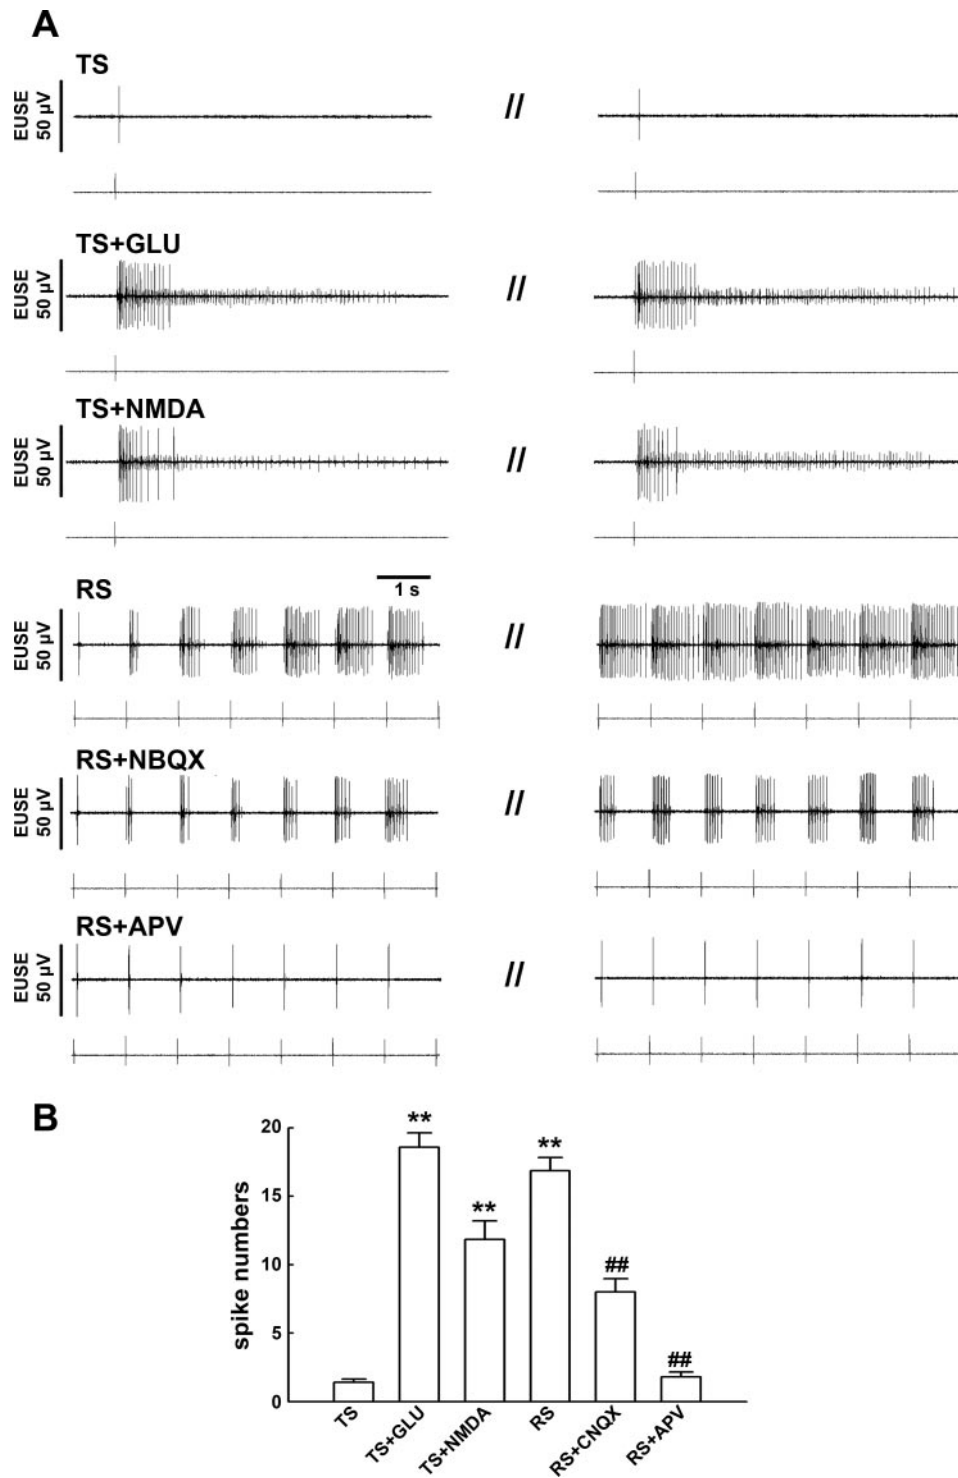 A
TS
EUSE
50 µV
//
TS+GLU
EUSE
50 µV
//
TS+NMDA
EUSE
50 µV
//
RS
1 s
EUSE
50 µV
//
RS+NBQX
EUSE
50 µV
//
RS+APV
EUSE
50 µV
//
B
spike numbers
20
15
10
5
0
**
**
**
##
##
TS
TS+GLU
TS+NMDA
RS
RS+CNQX
RS+APV